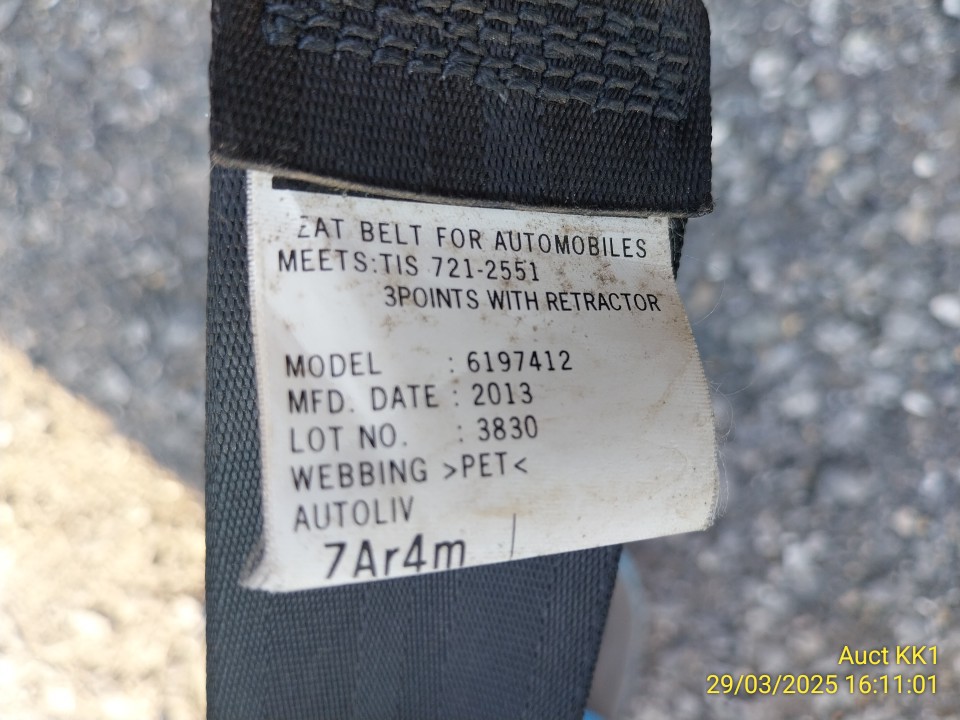 EAT BELT FOR AUTOMOBILES
MEETS:TIS 721-2551
3POINTS WITH RETRACTOR
MODEL : 6197412
MFD. DATE : 2013
LOT NO. : 3830
WEBBING >PET<
AUTOLIV
7Ar4m
Auct KK1
29/03/2025 16:11:01